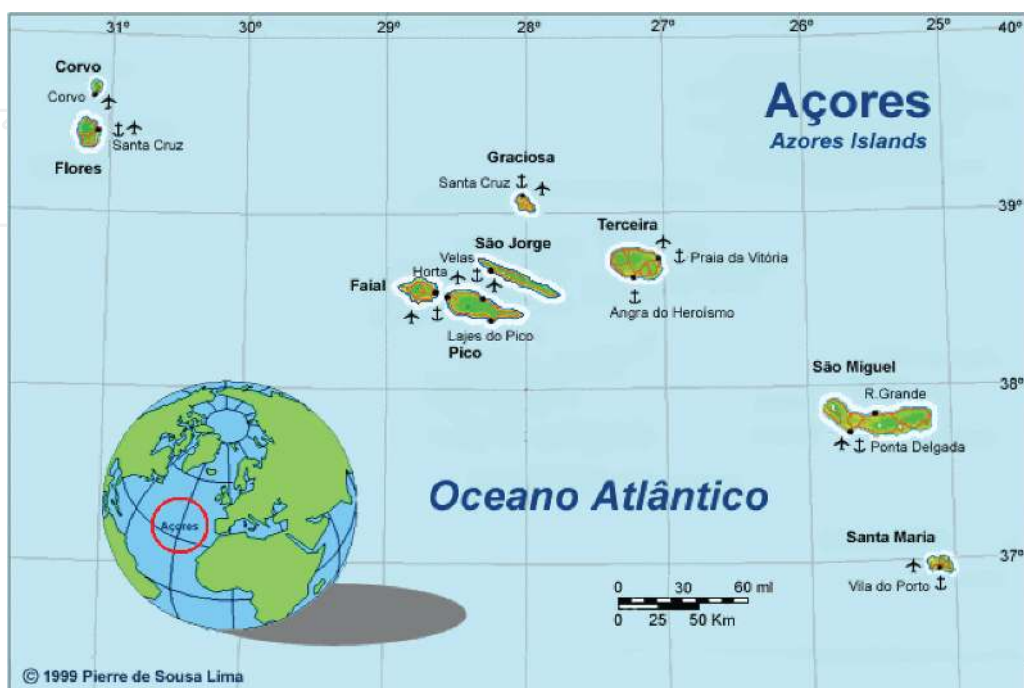 31º 30º 29º 28º 27º 26º 25º 40º
Corvo
Corvo
Santa Cruz
Flores
Açores
Azores Islands
Graciosa
Santa Cruz
39º
Terceira
Praia da Vitória
Angra do Heroísmo
São Jorge
Velas
Horta
Faial
Lajes do Pico
Pico
38º
São Miguel
R.Grande
Ponta Delgada
Oceano Atlântico
Açores
37º
Santa Maria
Vila do Porto
0 30 60 ml
0 25 50 Km
© 1999 Pierre de Sousa Lima